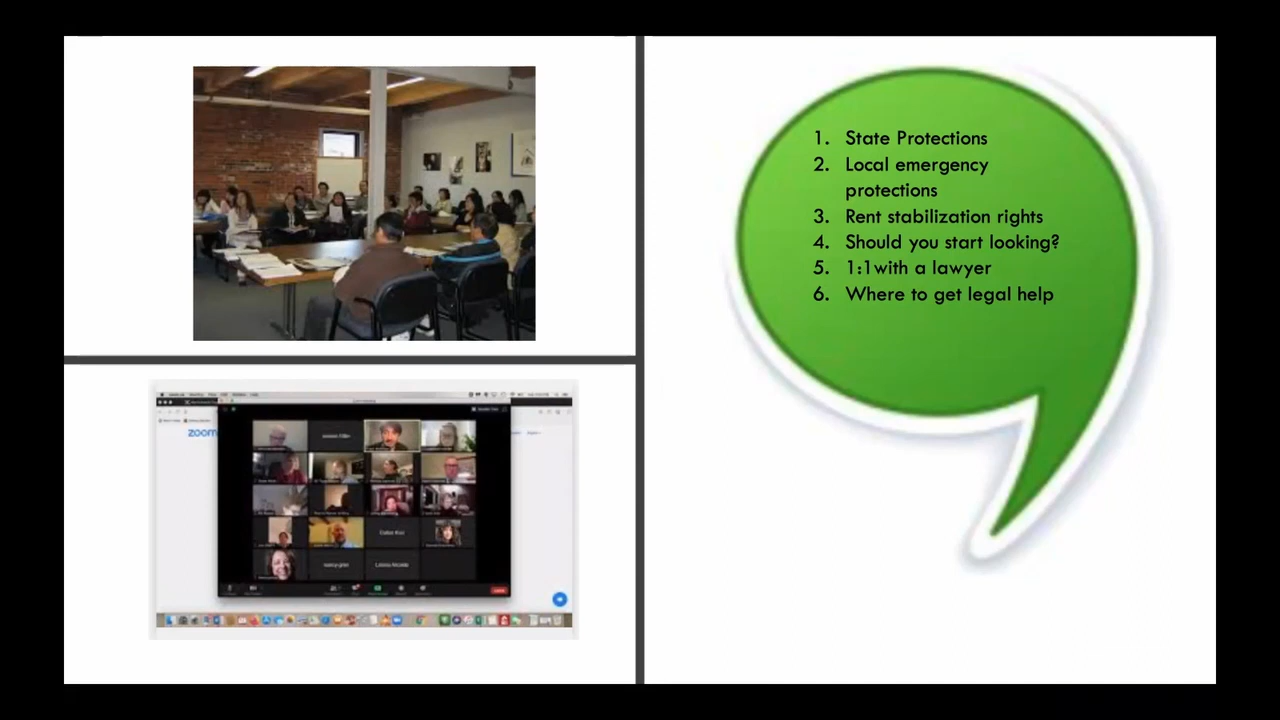 1. State Protections
2. Local emergency
protections
3. Rent stabilization rights
4. Should you start looking?
5. 1:1with a lawyer
6. Where to get legal help
zoom